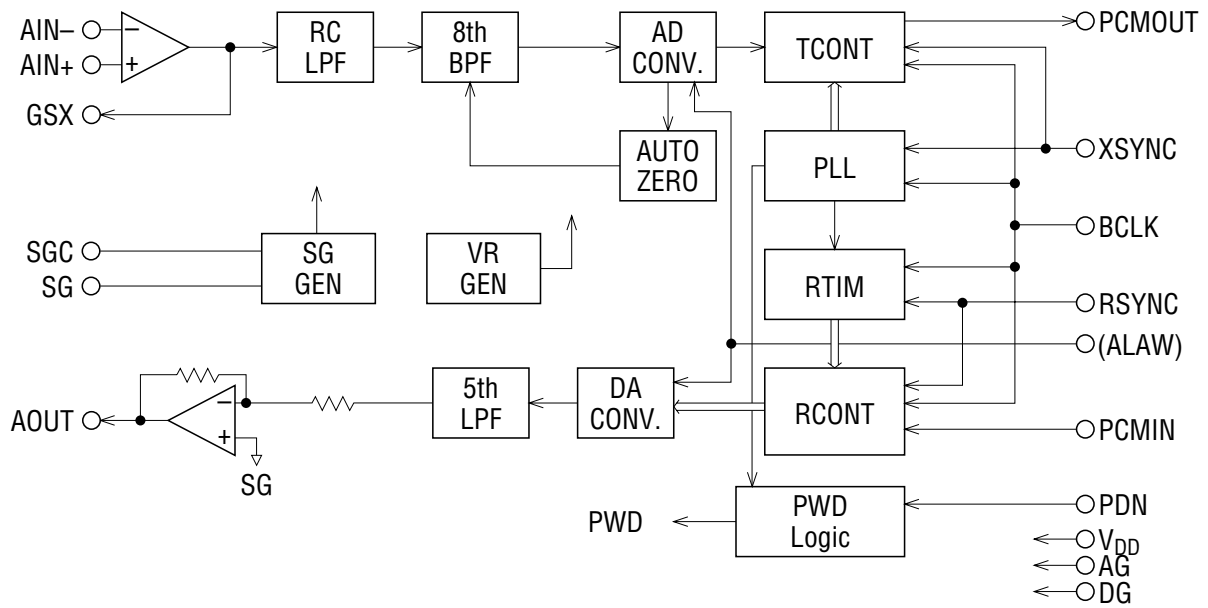 AIN–
AIN+
GSX
–
+
RC
LPF
8th
BPF
AD
CONV.
TCONT
PCMOUT
AUTO
ZERO
PLL
XSYNC
BCLK
SGC
SG
SG
GEN
VR
GEN
RTIM
RSYNC
(ALAW)
AOUT
–
+
SG
5th
LPF
DA
CONV.
RCONT
PCMIN
PWD
PWD
Logic
PDN
VDD
AG
DG